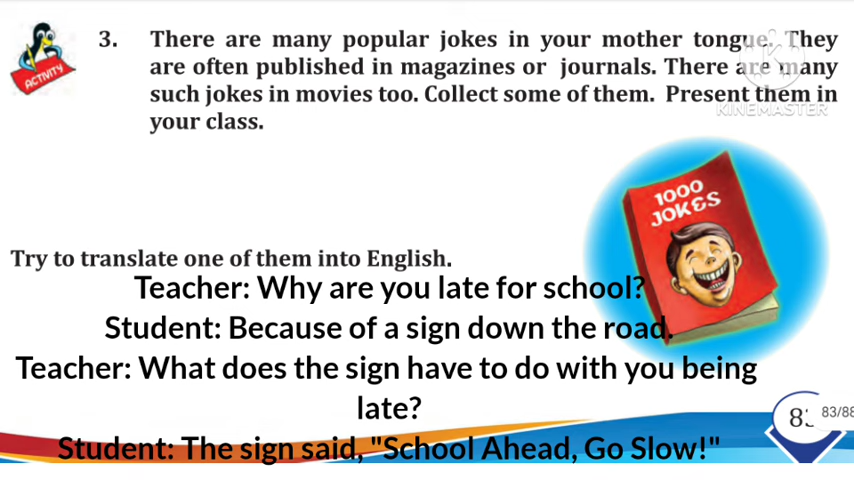 3. There are many popular jokes in your mother tongue. They
are often published in magazines or journals. There are many
such jokes in movies too. Collect some of them. Present them in
your class.
ACTIVITY
KINEMASTER
1000
JOKES
Try to translate one of them into English.
Teacher: Why are you late for school?
Student: Because of a sign down the road.
Teacher: What does the sign have to do with you being
late?
83/88
Student: The sign said, "School Ahead, Go Slow!"